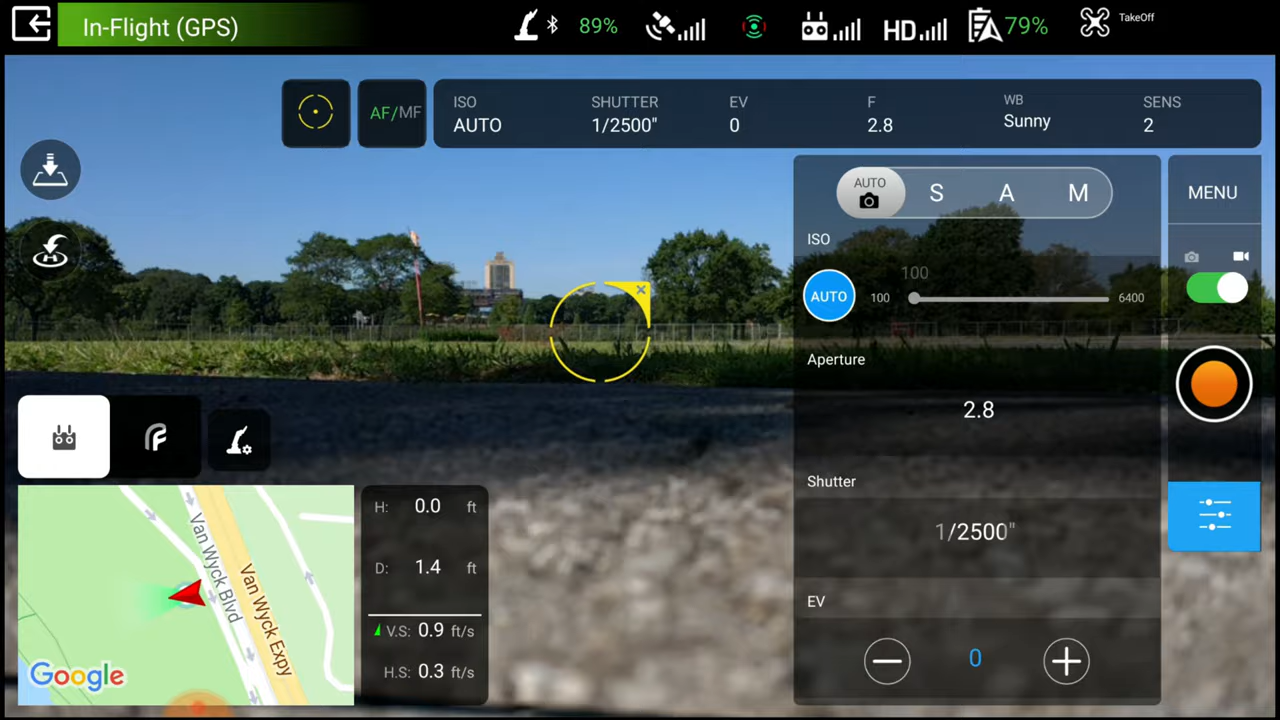 In-Flight (GPS)
89%
HD
79%
TakeOff
AF/MF
ISO
AUTO
SHUTTER
1/2500"
EV
0
F
2.8
WB
Sunny
SENS
2
AUTO
S
A
M
MENU
ISO
AUTO
100
100
6400
Aperture
2.8
Shutter
1/2500"
EV
0
H: 0.0 ft
D: 1.4 ft
V.S: 0.9 ft/s
H.S: 0.3 ft/s
Van Wyck Blvd
Van Wyck Expy
Google